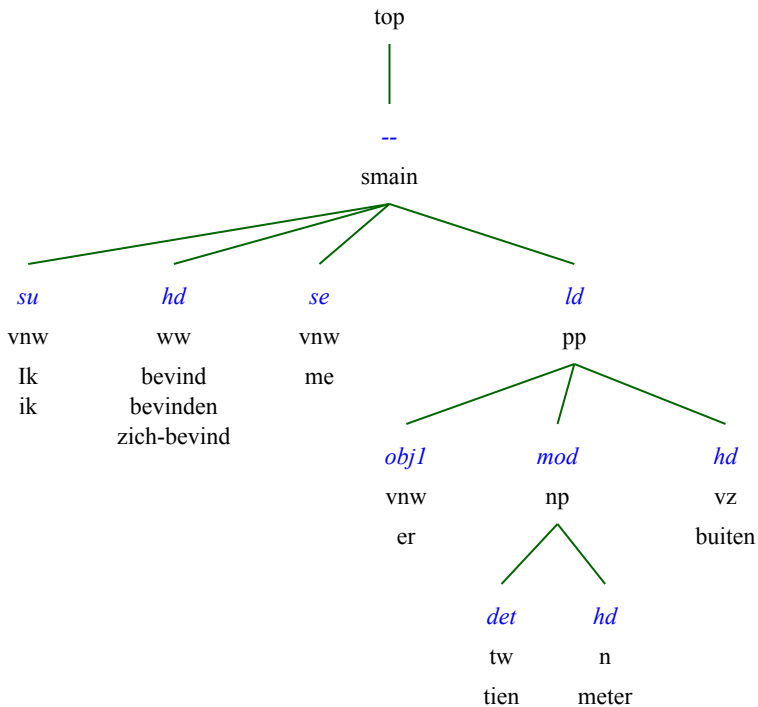 top
--
smain
su hd se ld
vnw ww vnw pp
Ik bevind me
ik bevinden
zich-bevind
obj1 mod hd
vnw np vz
er buiten
det hd
tw n
tien meter